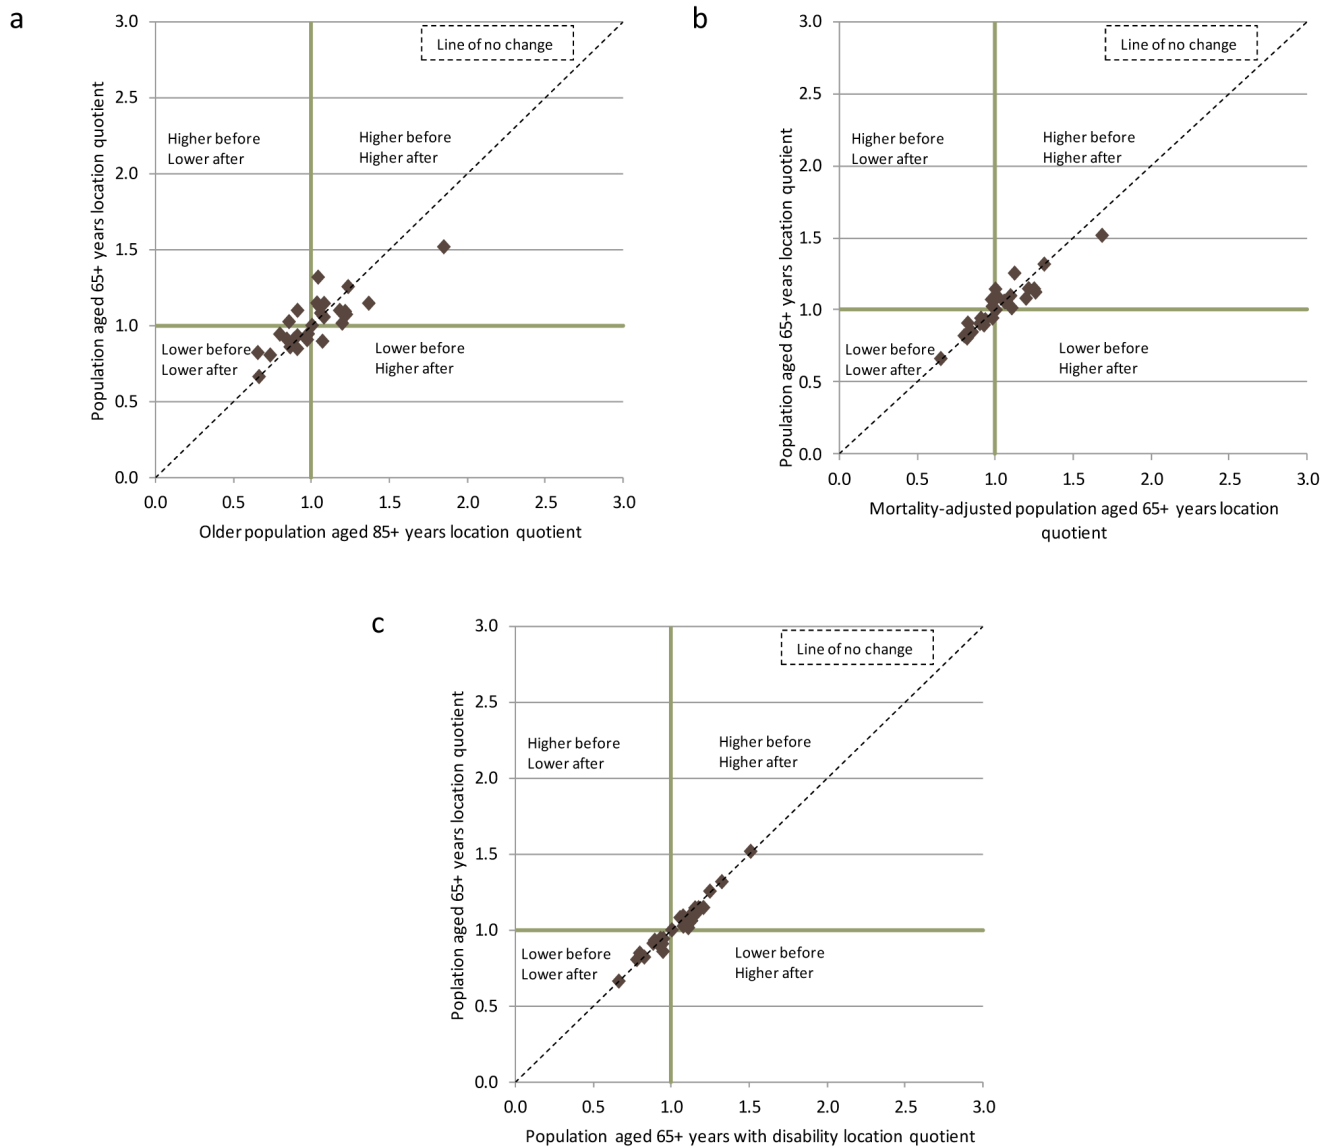 a
3.0
2.5
2.0
1.5
1.0
0.5
0.0
0.0 0.5 1.0 1.5 2.0 2.5 3.0
Population aged 65+ years location quotient
Older population aged 85+ years location quotient
Line of no change
Higher before
Lower after
Higher before
Higher after
Lower before
Lower after
Lower before
Higher after
b
3.0
2.5
2.0
1.5
1.0
0.5
0.0
0.0 0.5 1.0 1.5 2.0 2.5 3.0
Population aged 65+ years location quotient
Mortality-adjusted population aged 65+ years location
quotient
Line of no change
Higher before
Lower after
Higher before
Higher after
Lower before
Lower after
Lower before
Higher after
c
3.0
2.5
2.0
1.5
1.0
0.5
0.0
0.0 0.5 1.0 1.5 2.0 2.5 3.0
Poplation aged 65+ years location quotient
Population aged 65+ years with disability location quotient
Line of no change
Higher before
Lower after
Higher before
Higher after
Lower before
Lower after
Lower before
Higher after